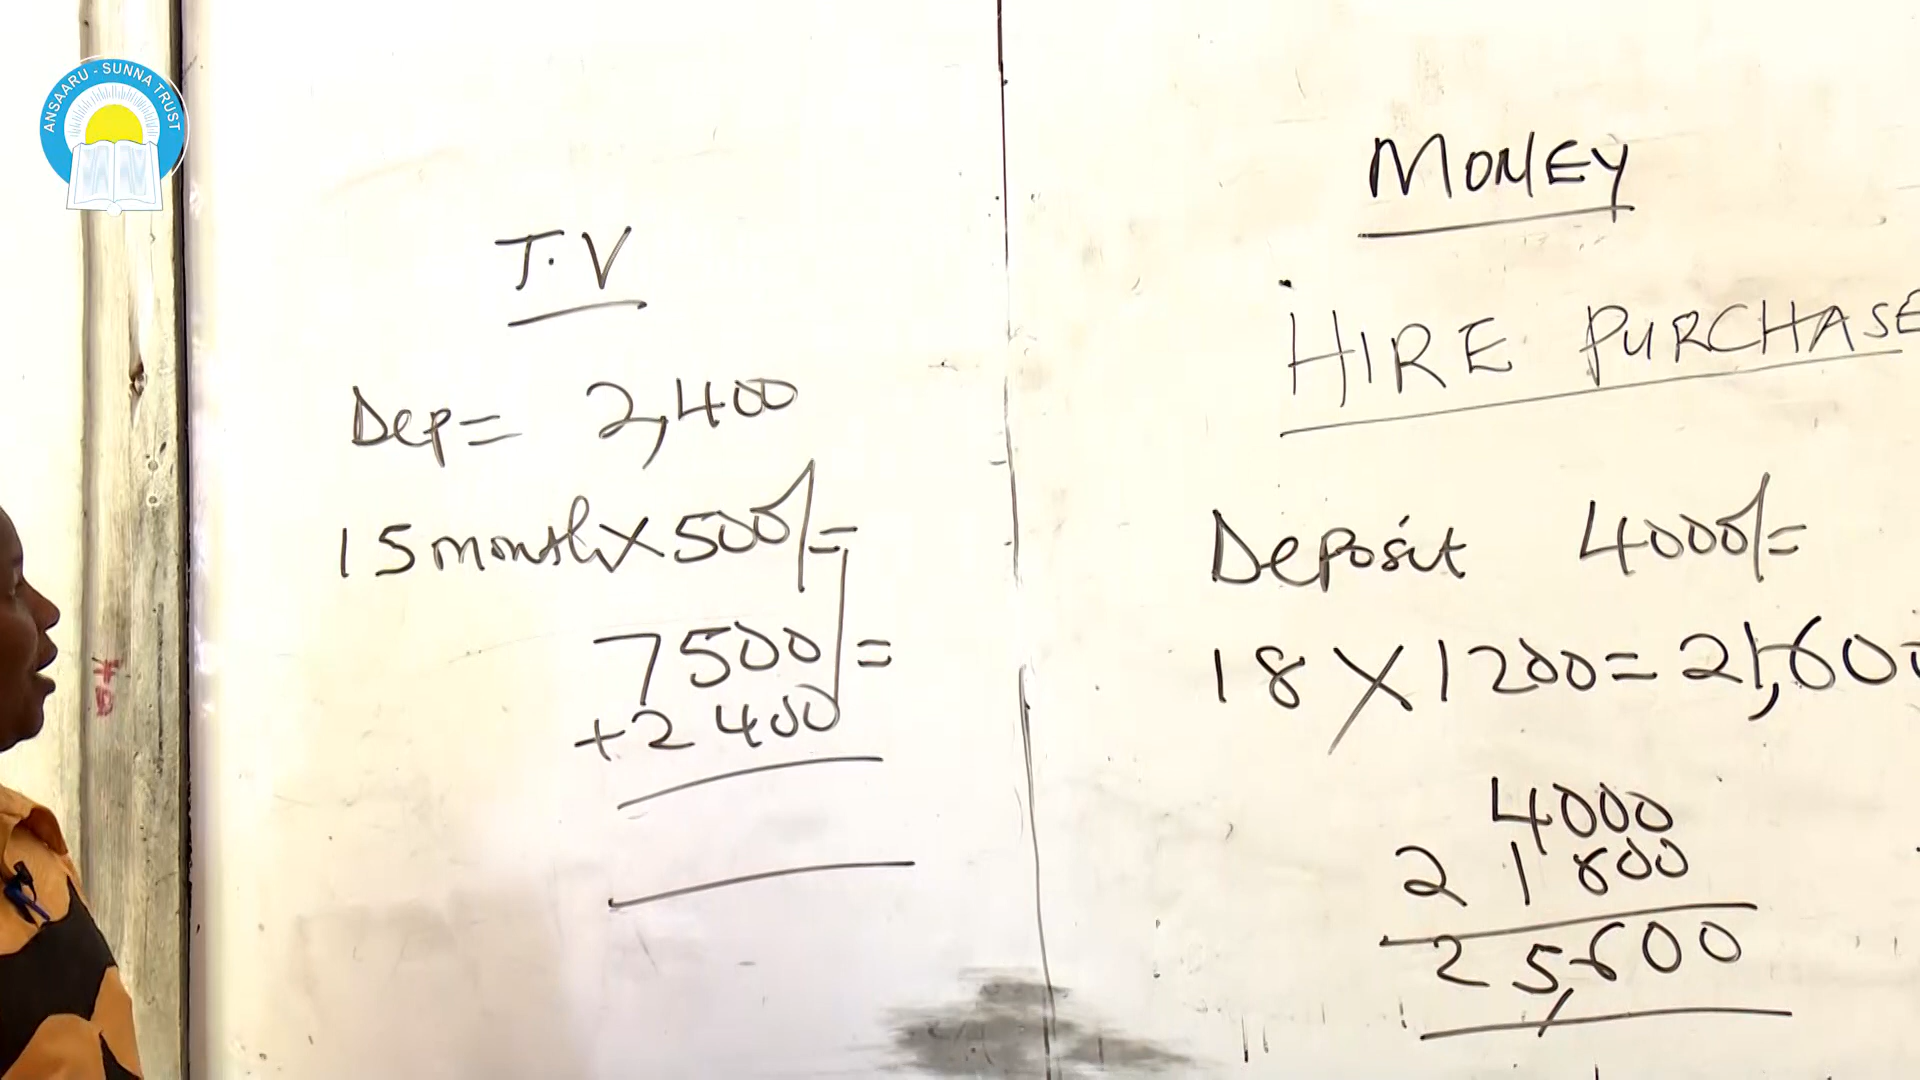 ANSAARU - SUNNA TRUST
T.V
Dep = 2,400
15 months X 500/=
7500/=
+2400
MONEY
HIRE PURCHASE
Deposit 4000/=
18 X 1200 = 21,600
4000
21600
25,600